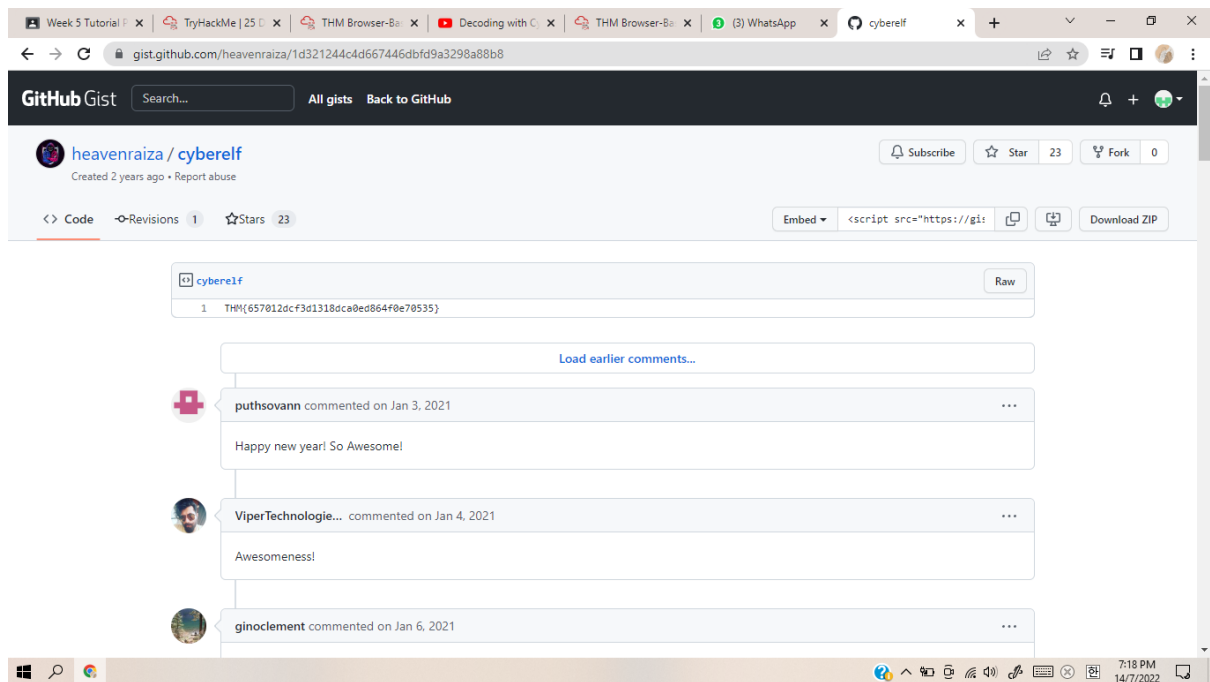 Week 5 Tutorial P
TryHackMe | 25 D
THM Browser-Ba
Decoding with Cy
THM Browser-Ba
(3) WhatsApp
cyberelf
gist.github.com/heavenraiza/1d321244c4d667446dbfd9a3298a88b8
GitHub Gist
Search...
All gists
Back to GitHub
heavenraiza / cyberelf
Created 2 years ago • Report abuse
Subscribe
Star 23
Fork 0
<> Code
Revisions 1
Stars 23
Embed
<script src="https://gis
Download ZIP
cyberelf
Raw
1 THM{657012dcf3d1318dca0ed864f0e70535}
Load earlier comments...
puthsovann commented on Jan 3, 2021
...
Happy new year! So Awesome!
ViperTechnologie... commented on Jan 4, 2021
...
Awesomeness!
ginoclement commented on Jan 6, 2021
...
한
7:18 PM
14/7/2022